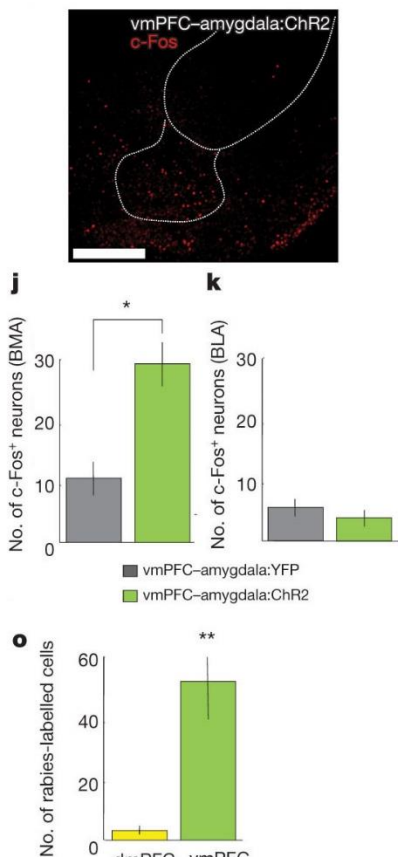 vmPFC–amygdala:ChR2
c-Fos
j
k
*
No. of c-Fos⁺ neurons (BMA)
30
20
10
0
No. of c-Fos⁺ neurons (BLA)
30
20
10
0
vmPFC–amygdala:YFP
vmPFC–amygdala:ChR2
o
**
No. of rabies-labelled cells
60
40
20
0
dmPFC vmPFC